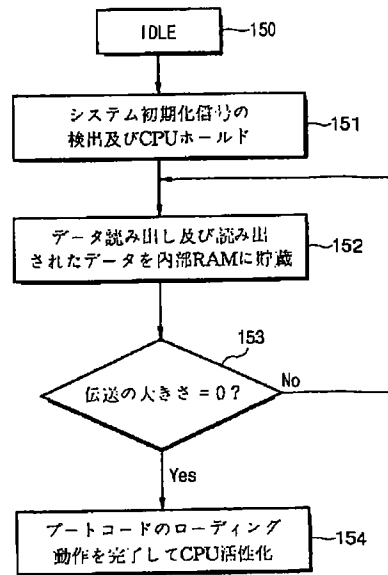 IDLE
150
システム初期化信号の
検出及びCPUホールド
151
データ読み出し及び読み出
されたデータを内部RAMに貯蔵
152
153
伝送の大きさ = 0?
No
Yes
ブートコードのローディング
動作を完了してCPU活性化
154